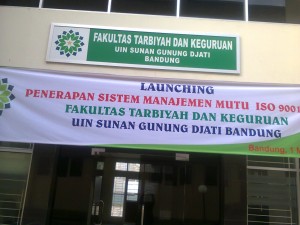 FAKULTAS TARBIYAH DAN KEGURUAN
UIN SUNAN GUNUNG DJATI
BANDUNG
LAUNCHING
PENERAPAN SISTEM MANAJEMEN MUTU ISO 9001
FAKULTAS TARBIYAH DAN KEGURUAN
UIN SUNAN GUNUNG DJATI BANDUNG
Bandung,